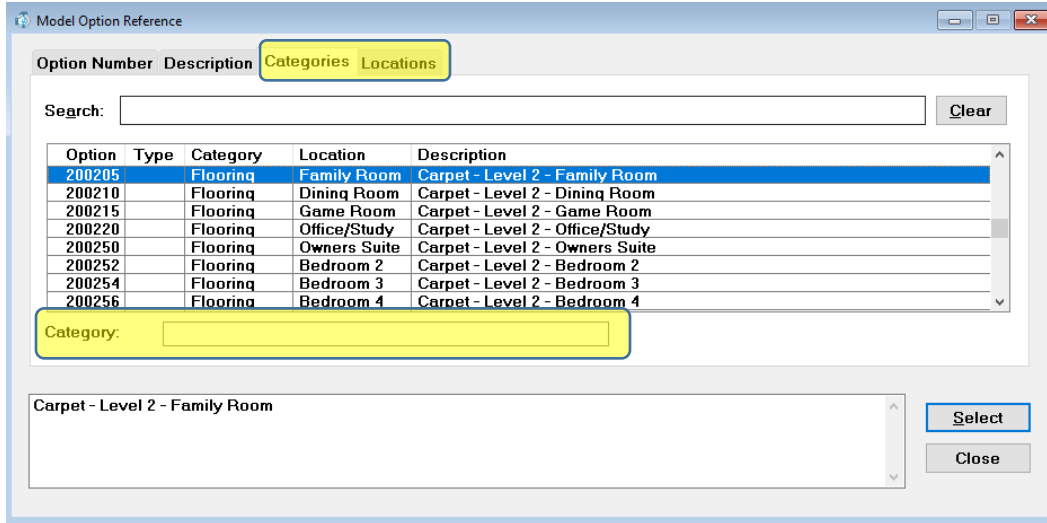 Model Option Reference
Option Number Description Categories Locations
Search: Clear
Option Type Category Location Description
200205 Flooring Family Room Carpet - Level 2 - Family Room
200210 Flooring Dining Room Carpet - Level 2 - Dining Room
200215 Flooring Game Room Carpet - Level 2 - Game Room
200220 Flooring Office/Study Carpet - Level 2 - Office/Study
200250 Flooring Owners Suite Carpet - Level 2 - Owners Suite
200252 Flooring Bedroom 2 Carpet - Level 2 - Bedroom 2
200254 Flooring Bedroom 3 Carpet - Level 2 - Bedroom 3
200256 Flooring Bedroom 4 Carpet - Level 2 - Bedroom 4
Category:
Carpet - Level 2 - Family Room
Select
Close